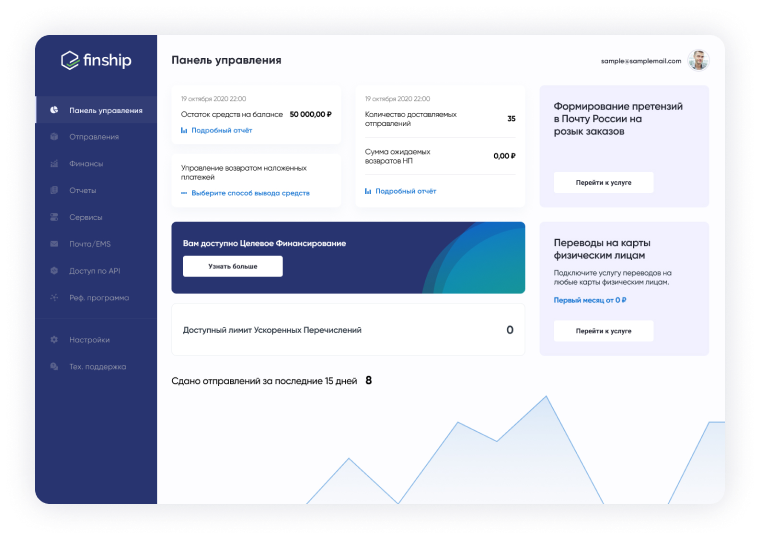 finship
Панель управления
Отправления
Финансы
Отчеты
Сервисы
Почта/EMS
Доступ по API
Реф. программа
Настройки
Тех. поддержка
Панель управления
sample@samplemail.com
19 октября 2020 22:00
Остаток средств на балансе 50 000,00 ₽
Подробный отчёт
Управление возвратом наложенных
платежей
Выберите способ вывода средств
19 октября 2020 22:00
Количество доставляемых
отправлений 35
Сумма ожидаемых
возвратов НП 0,00 ₽
Подробный отчёт
Формирование претензий
в Почту России на
розыск заказов
Перейти к услуге
Вам доступно Целевое Финансирование
Узнать больше
Доступный лимит Ускоренных Перечислений 0
Переводы на карты
физическим лицам
Подключите услугу переводов на
любые карты физическим лицам.
Первый месяц от 0 ₽
Перейти к услуге
Сдано отправлений за последние 15 дней 8